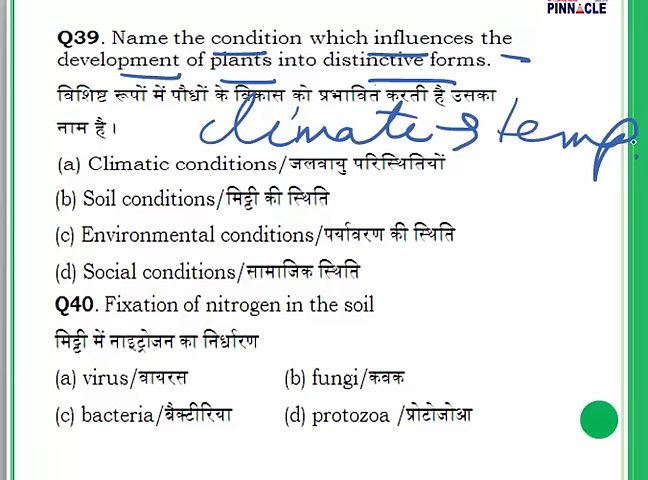 PINNACLE
Q39. Name the condition which influences the
development of plants into distinctive forms.
विशिष्ट रूपों में पौधों के विकास को प्रभावित करती है उसका
नाम है।
climate → temp.
(a) Climatic conditions/जलवायु परिस्थितियों
(b) Soil conditions/मिट्टी की स्थिति
(c) Environmental conditions/पर्यावरण की स्थिति
(d) Social conditions/सामाजिक स्थिति
Q40. Fixation of nitrogen in the soil
मिट्टी में नाइट्रोजन का निर्धारण
(a) virus/वायरस (b) fungi/कवक
(c) bacteria/बैक्टीरिया (d) protozoa /प्रोटोजोआ